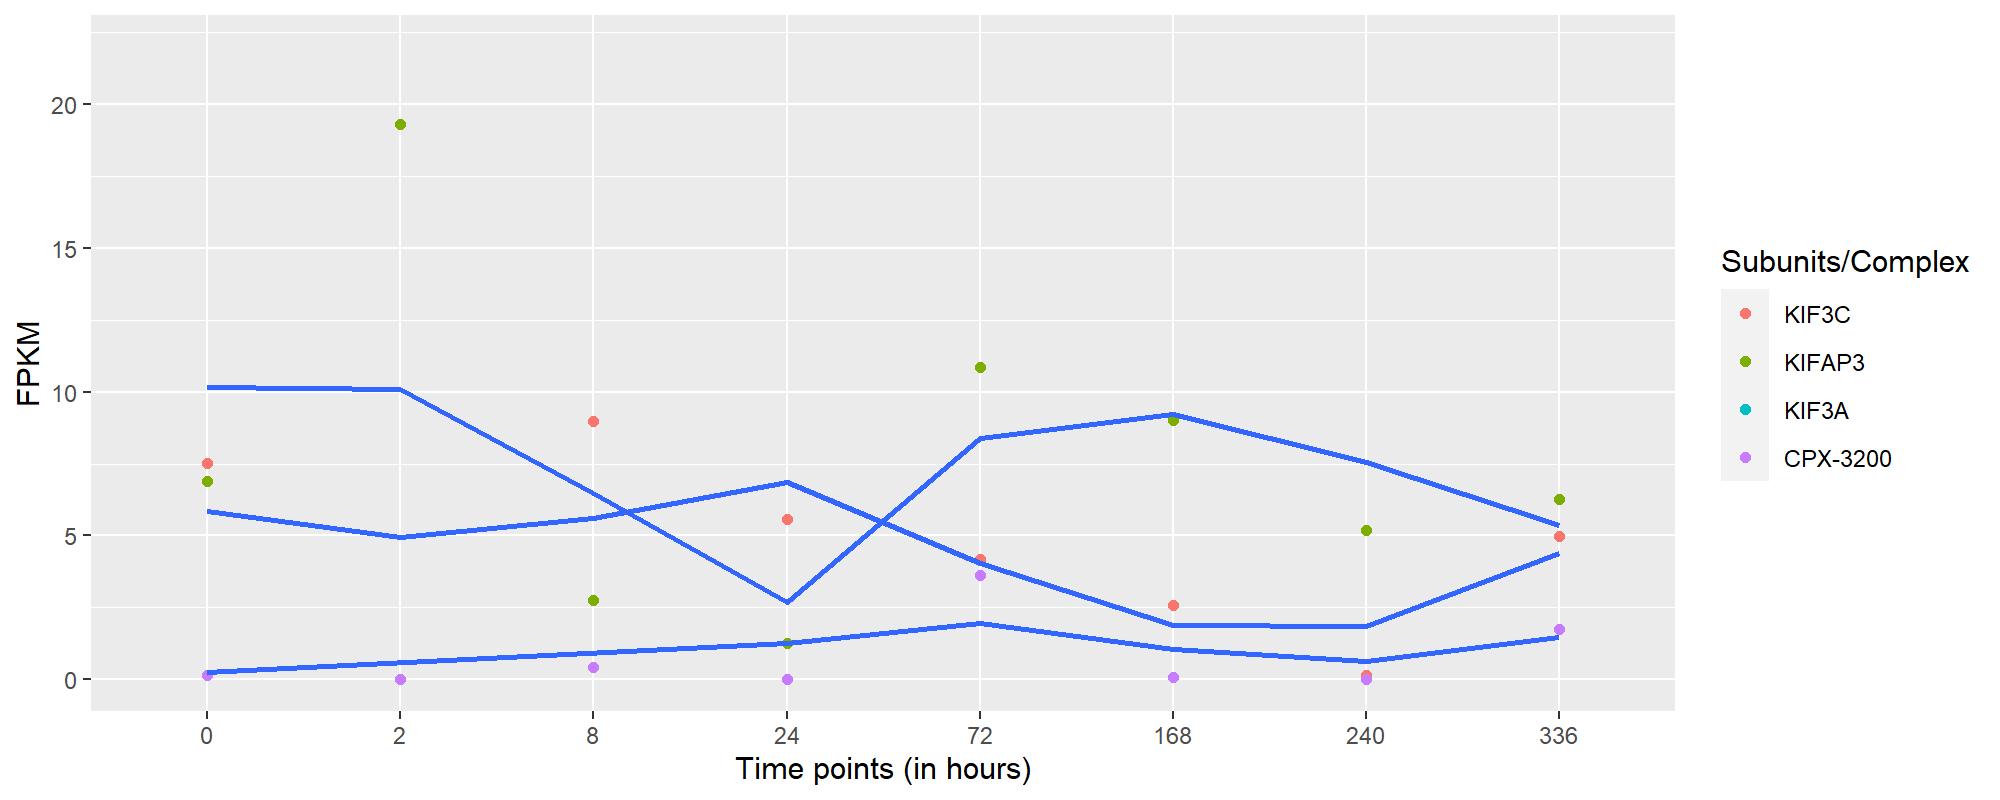 20
15
10
5
0
FPKM
0 2 8 24 72 168 240 336
Time points (in hours)
Subunits/Complex
KIF3C
KIFAP3
KIF3A
CPX-3200